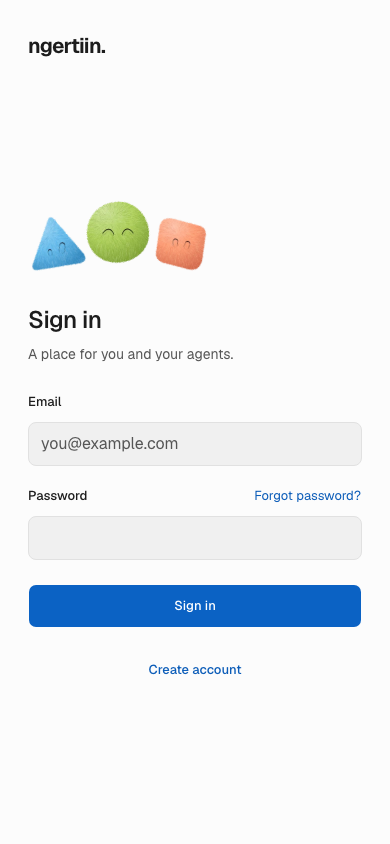 ngertiin.
Sign in
A place for you and your agents.
Email
you@example.com
Password Forgot password?
Sign in
Create account